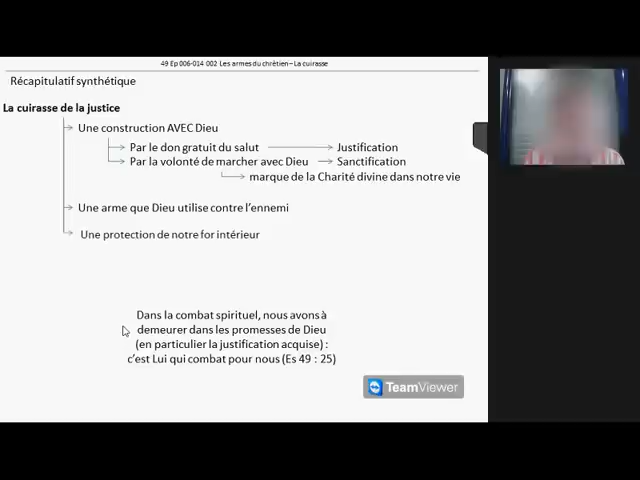 49 Ep 006-014 002 Les armes du chrétien – La cuirasse
Récapitulatif synthétique
La cuirasse de la justice
Une construction AVEC Dieu
Par le don gratuit du salut Justification
Par la volonté de marcher avec Dieu Sanctification
marque de la Charité divine dans notre vie
Une arme que Dieu utilise contre l'ennemi
Une protection de notre for intérieur
Dans la combat spirituel, nous avons à
demeurer dans les promesses de Dieu
(en particulier la justification acquise) :
c'est Lui qui combat pour nous (Es 49 : 25)
TeamViewer